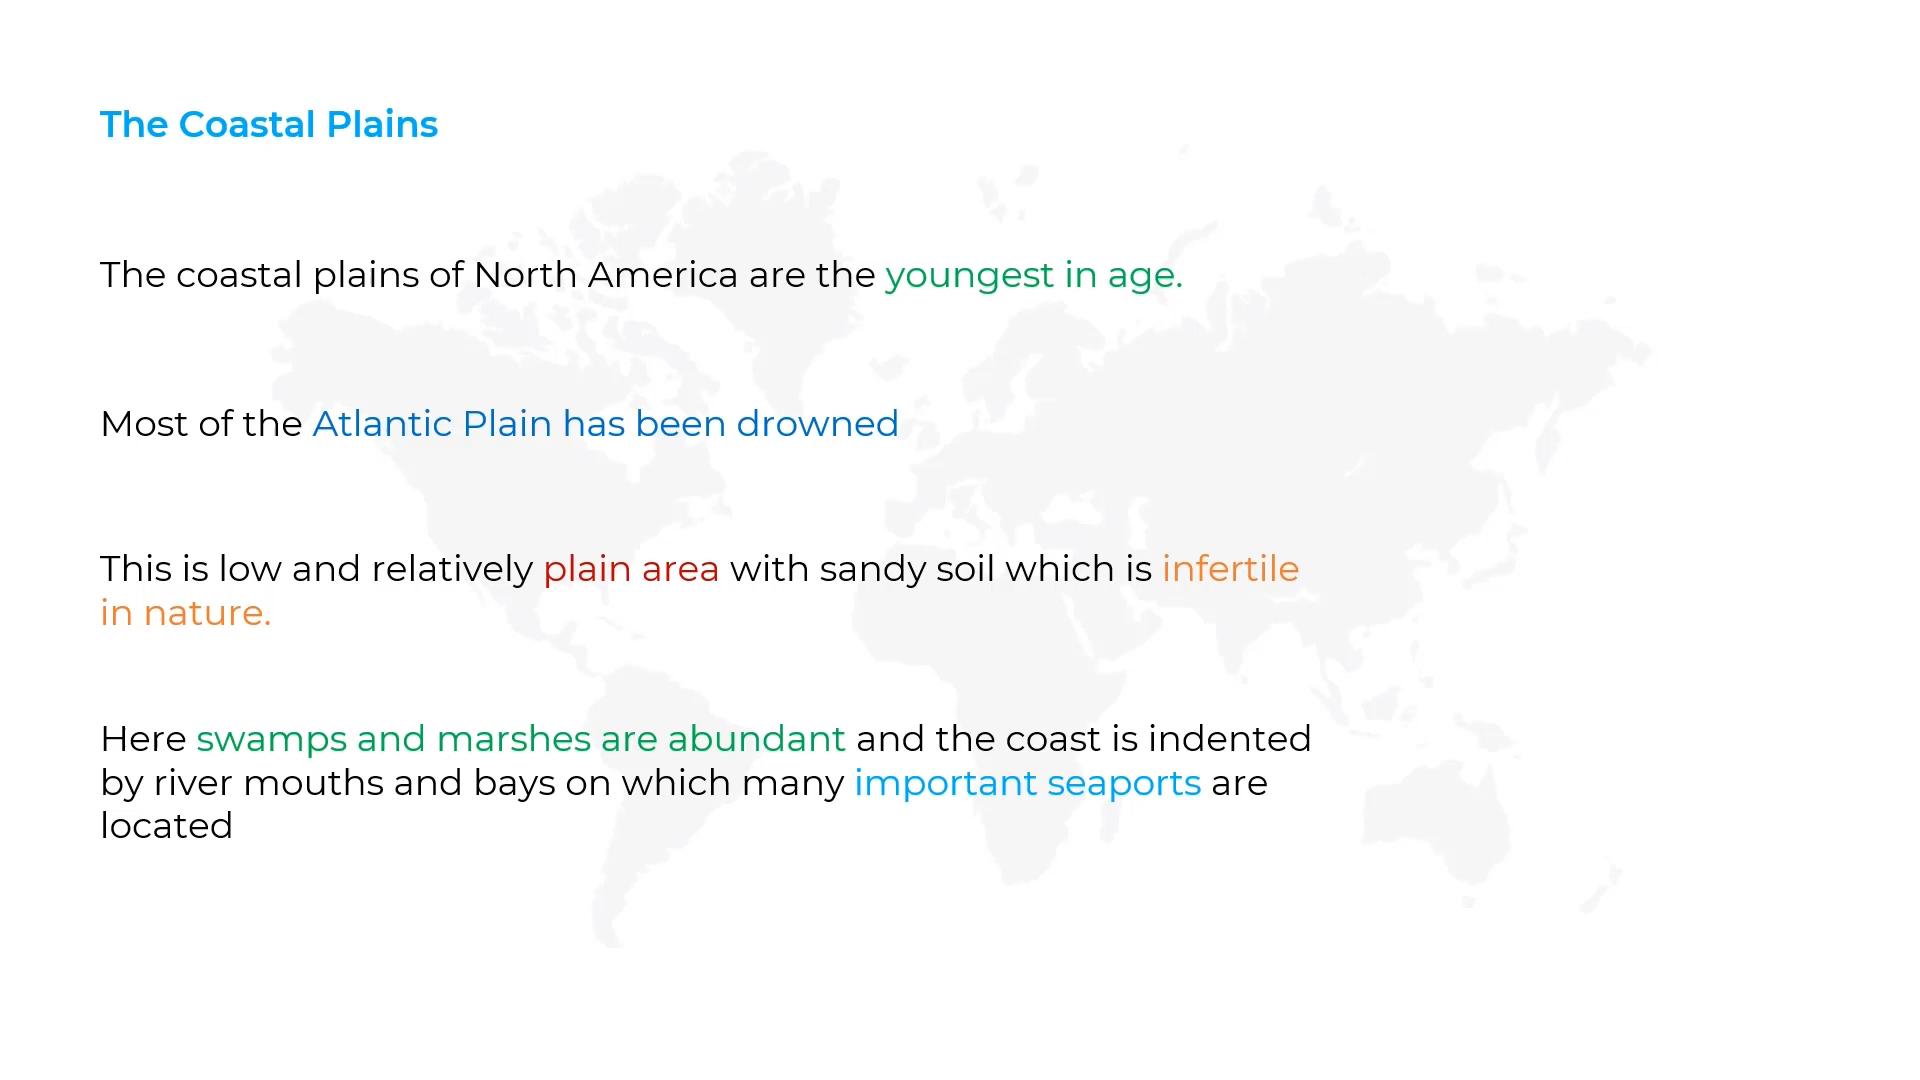 The Coastal Plains
The coastal plains of North America are the youngest in age.
Most of the Atlantic Plain has been drowned
This is low and relatively plain area with sandy soil which is infertile
in nature.
Here swamps and marshes are abundant and the coast is indented
by river mouths and bays on which many important seaports are
located